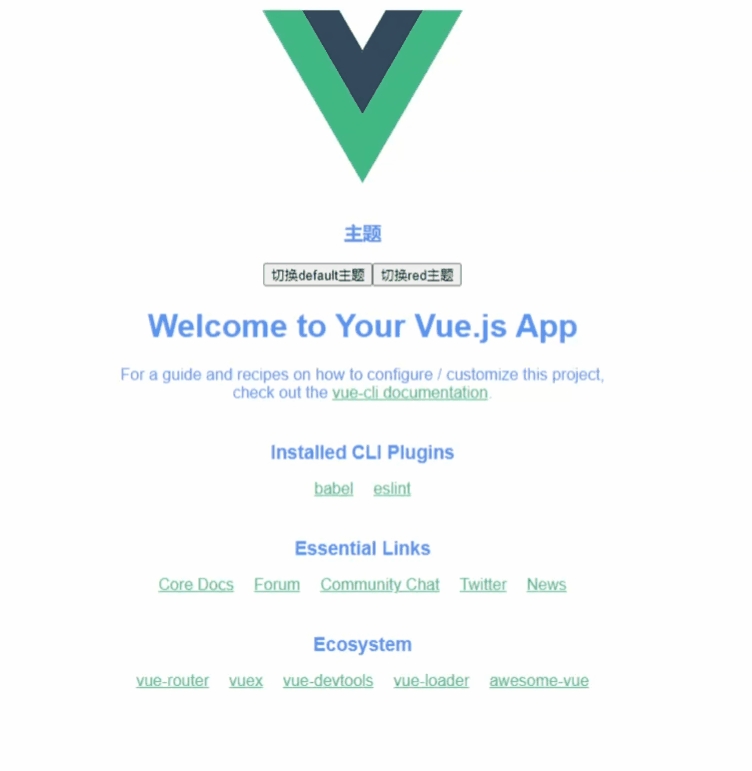 主题
切换default主题 切换red主题
Welcome to Your Vue.js App
For a guide and recipes on how to configure / customize this project,
check out the vue-cli documentation.
Installed CLI Plugins
babel eslint
Essential Links
Core Docs Forum Community Chat Twitter News
Ecosystem
vue-router vuex vue-devtools vue-loader awesome-vue